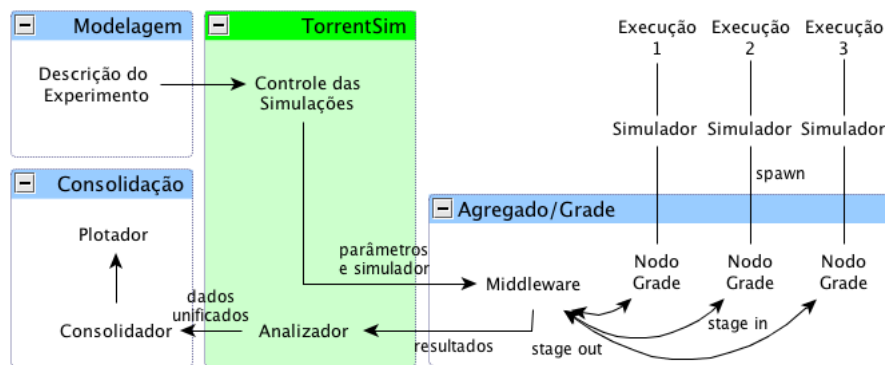 Modelagem
Descrição do
Experimento
TorrentSim
Controle das
Simulações
Execução
1
Execução
2
Execução
3
Simulador
Simulador
Simulador
spawn
Consolidação
Plotador
Consolidador
dados
unificados
Analizador
parâmetros
e simulador
resultados
Agregado/Grade
Middleware
Nodo
Grade
Nodo
Grade
Nodo
Grade
stage in
stage out